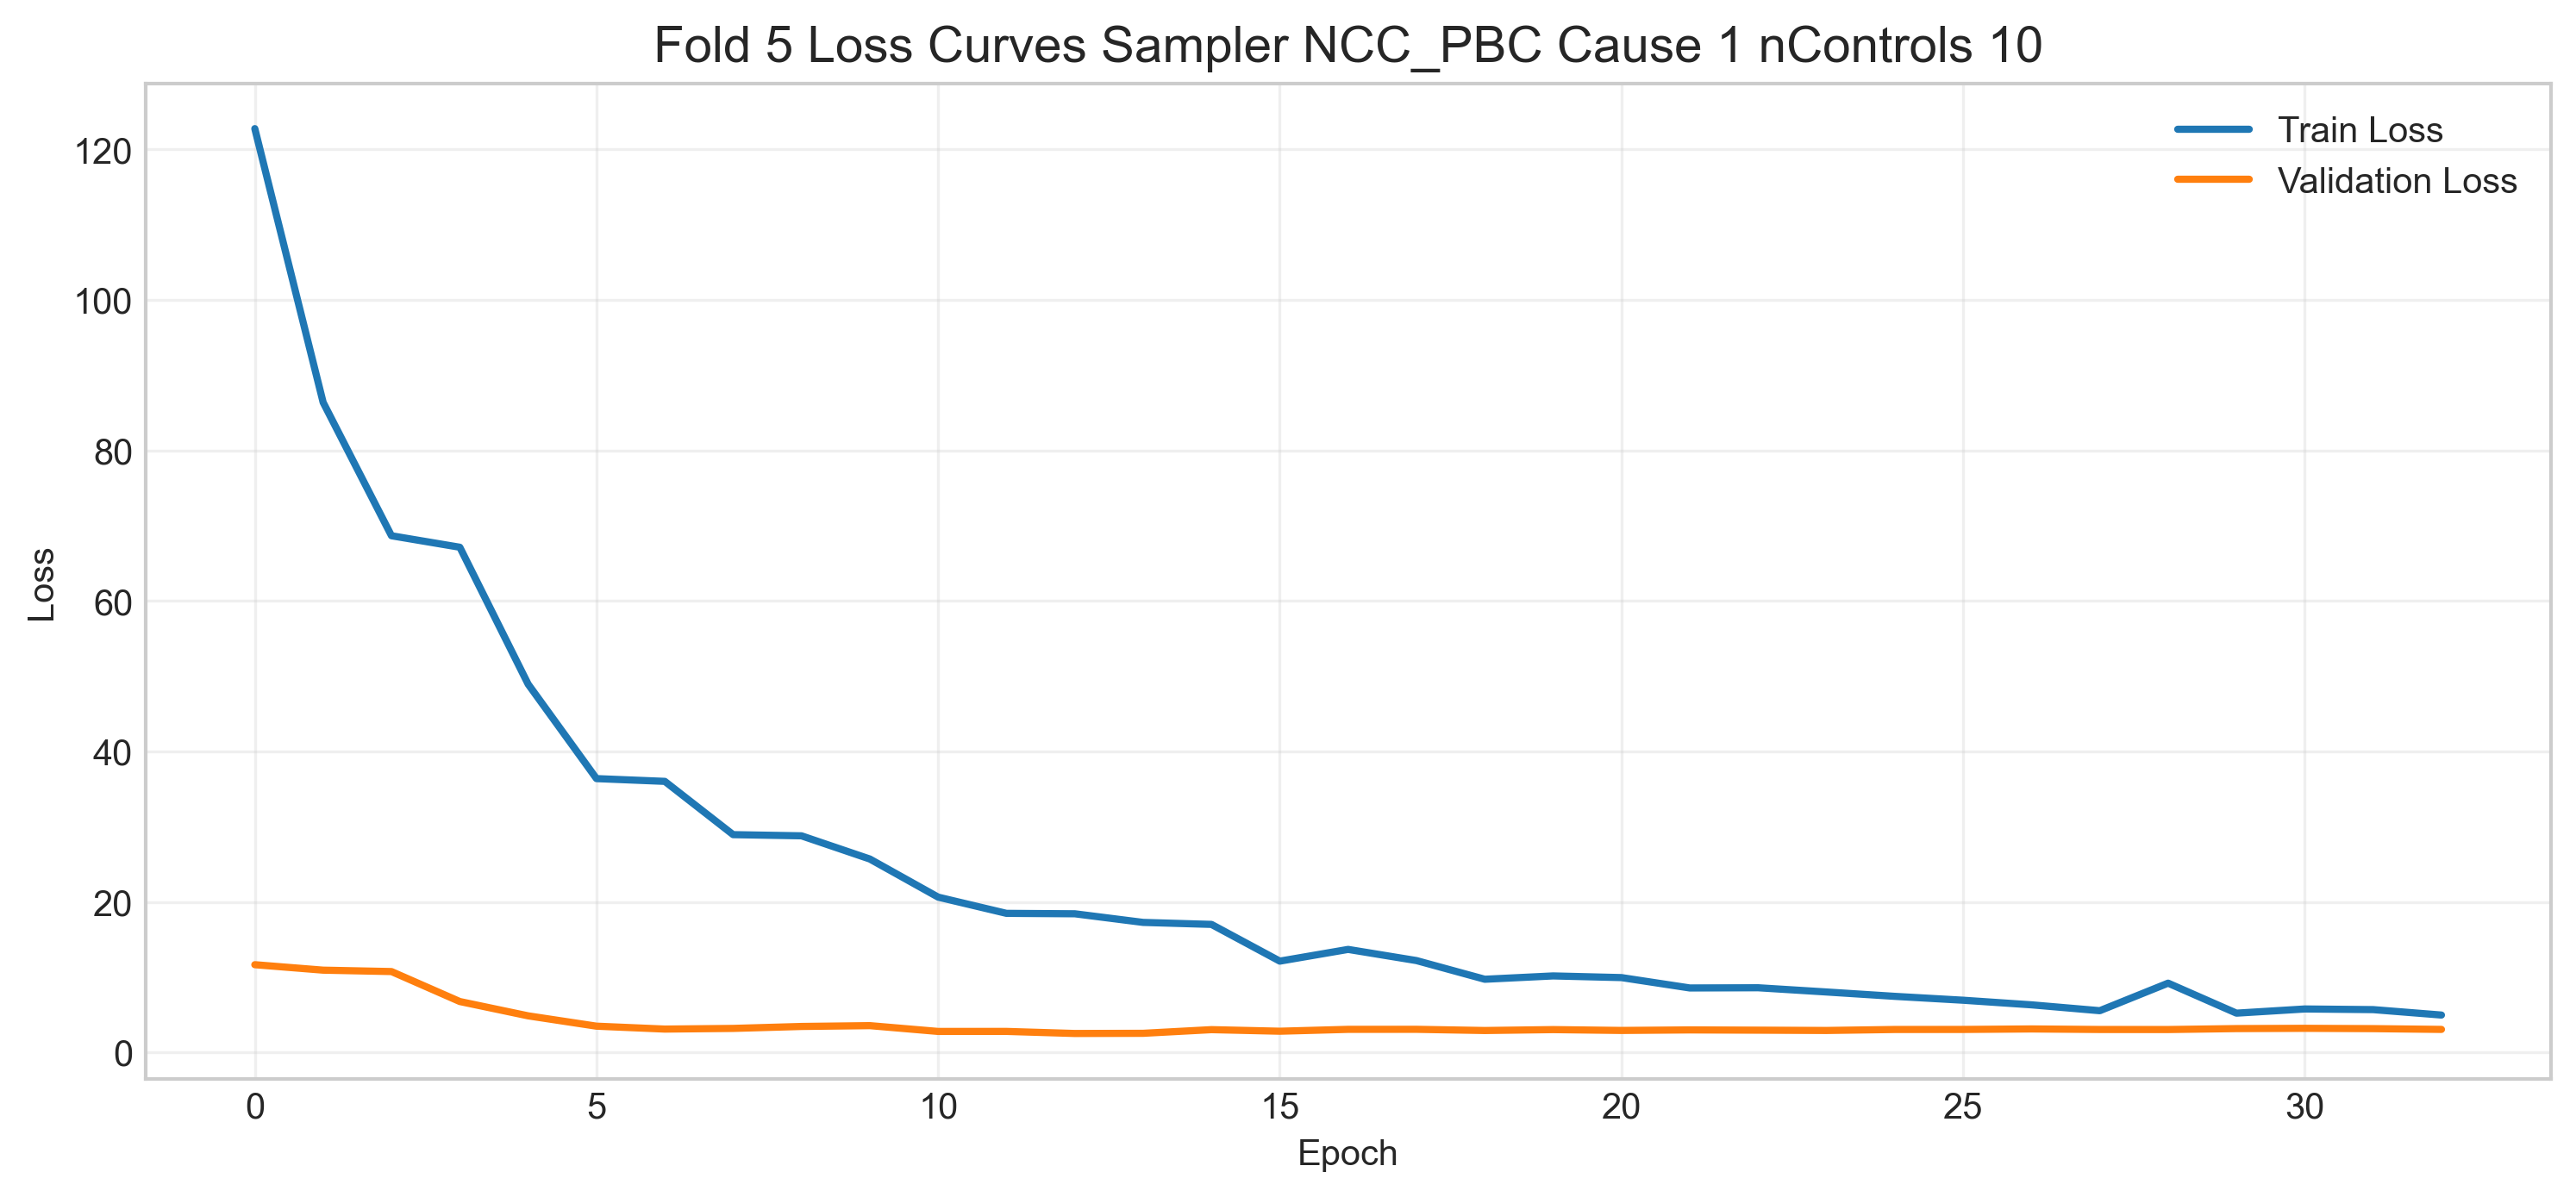 Fold 5 Loss Curves Sampler NCC_PBC Cause 1 nControls 10
Train Loss
Validation Loss
120
100
80
60
40
20
0
Loss
0 5 10 15 20 25 30
Epoch